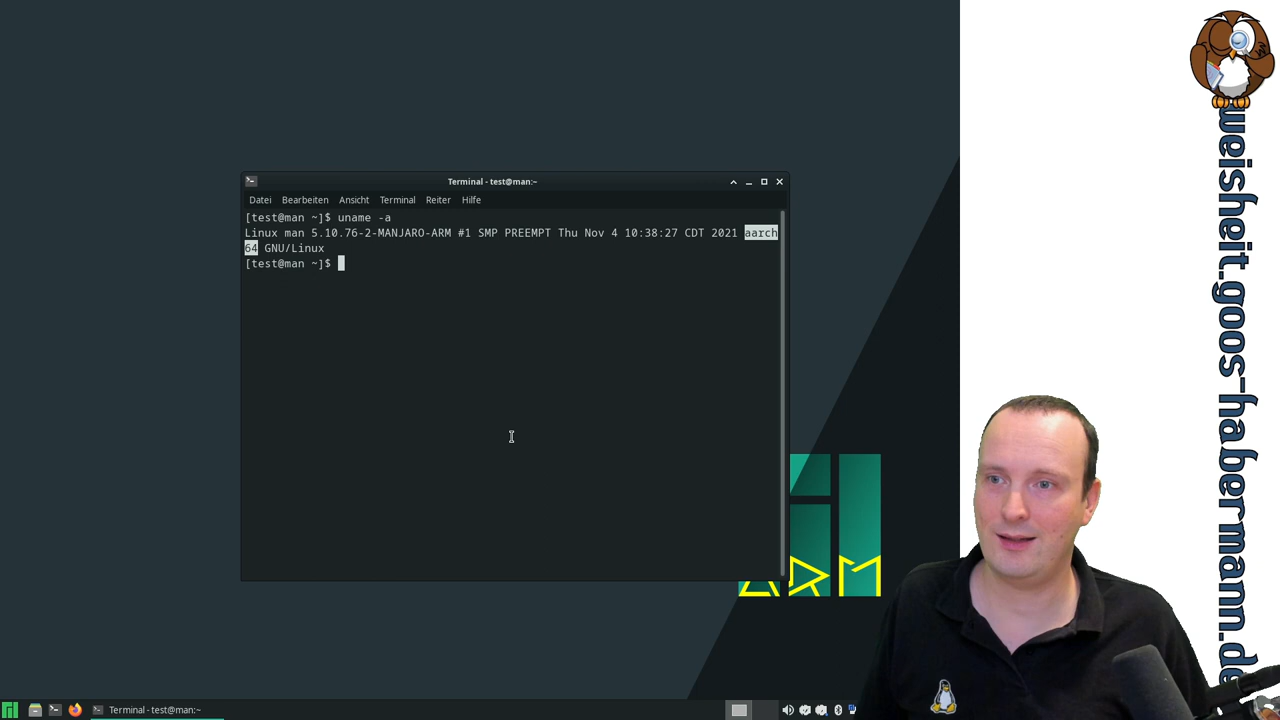 Terminal - test@man:~
Datei Bearbeiten Ansicht Terminal Reiter Hilfe
[test@man ~]$ uname -a
Linux man 5.10.76-2-MANJARO-ARM #1 SMP PREEMPT Thu Nov 4 10:38:27 CDT 2021 aarch
64 GNU/Linux
[test@man ~]$
ARM
weisheit.goos-habermann.de
Terminal - test@man:~